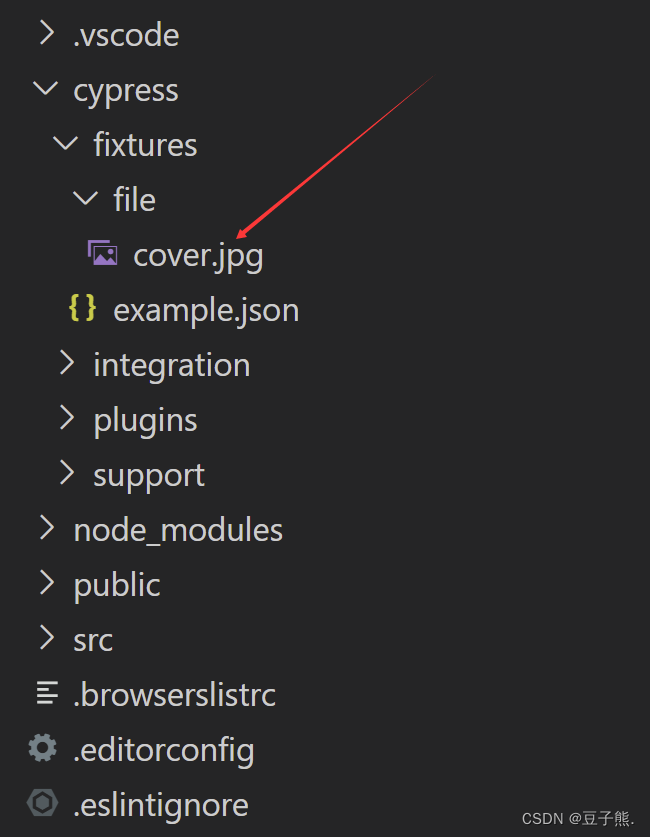 .vscode
cypress
fixtures
file
cover.jpg
example.json
integration
plugins
support
node_modules
public
src
.browserslistrc
.editorconfig
.eslintignore
CSDN @豆子熊.